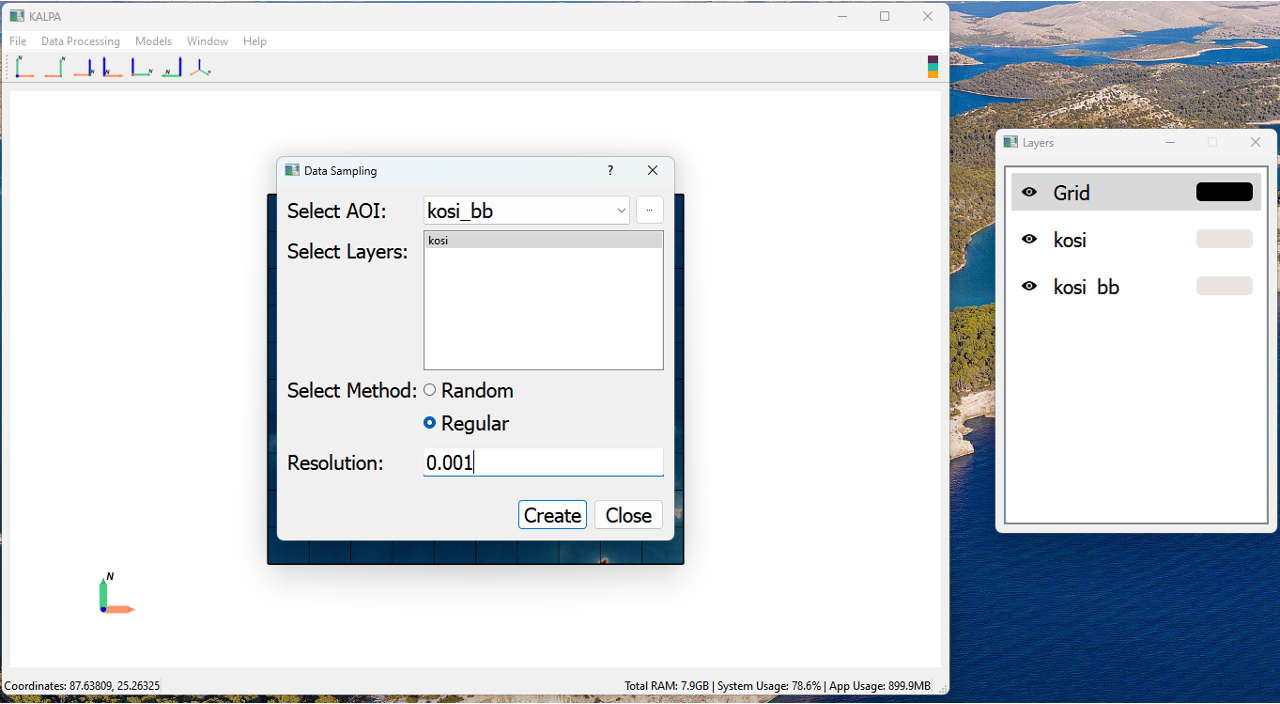 KALPA
File Data Processing Models Window Help
Data Sampling ?
Select AOI: kosi_bb ...
Select Layers: kosi
Select Method: Random
Regular
Resolution: 0.001
Create Close
N
Coordinates: 87.63809, 25.26325
Total RAM: 7.9GB | System Usage: 78.6% | App Usage: 899.9MB
Layers
Grid
kosi
kosi bb